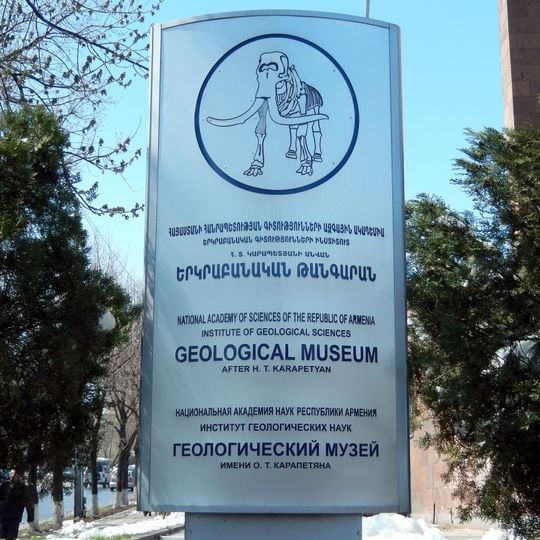 ՀԱՅԱՍՏԱՆԻ ՀԱՆՐԱՊԵՏՈՒԹՅԱՆ ԳԻՏՈՒԹՅՈՒՆՆԵՐԻ ԱԶԳԱՅԻՆ ԱԿԱԴԵՄԻԱ
ԵՐԿՐԱԲԱՆԱԿԱՆ ԳԻՏՈՒԹՅՈՒՆՆԵՐԻ ԻՆՍՏԻՏՈՒՏ
Հ. Տ. ԿԱՐԱՊԵՏՅԱՆԻ ԱՆՎԱՆ
ԵՐԿՐԱԲԱՆԱԿԱՆ ԹԱՆԳԱՐԱՆ
NATIONAL ACADEMY OF SCIENCES OF THE REPUBLIC OF ARMENIA
INSTITUTE OF GEOLOGICAL SCIENCES
GEOLOGICAL MUSEUM
AFTER H. T. KARAPETYAN
НАЦИОНАЛЬНАЯ АКАДЕМИЯ НАУК РЕСПУБЛИКИ АРМЕНИЯ
ИНСТИТУТ ГЕОЛОГИЧЕСКИХ НАУК
ГЕОЛОГИЧЕСКИЙ МУЗЕЙ
ИМЕНИ О. Т. КАРАПЕТЯНА